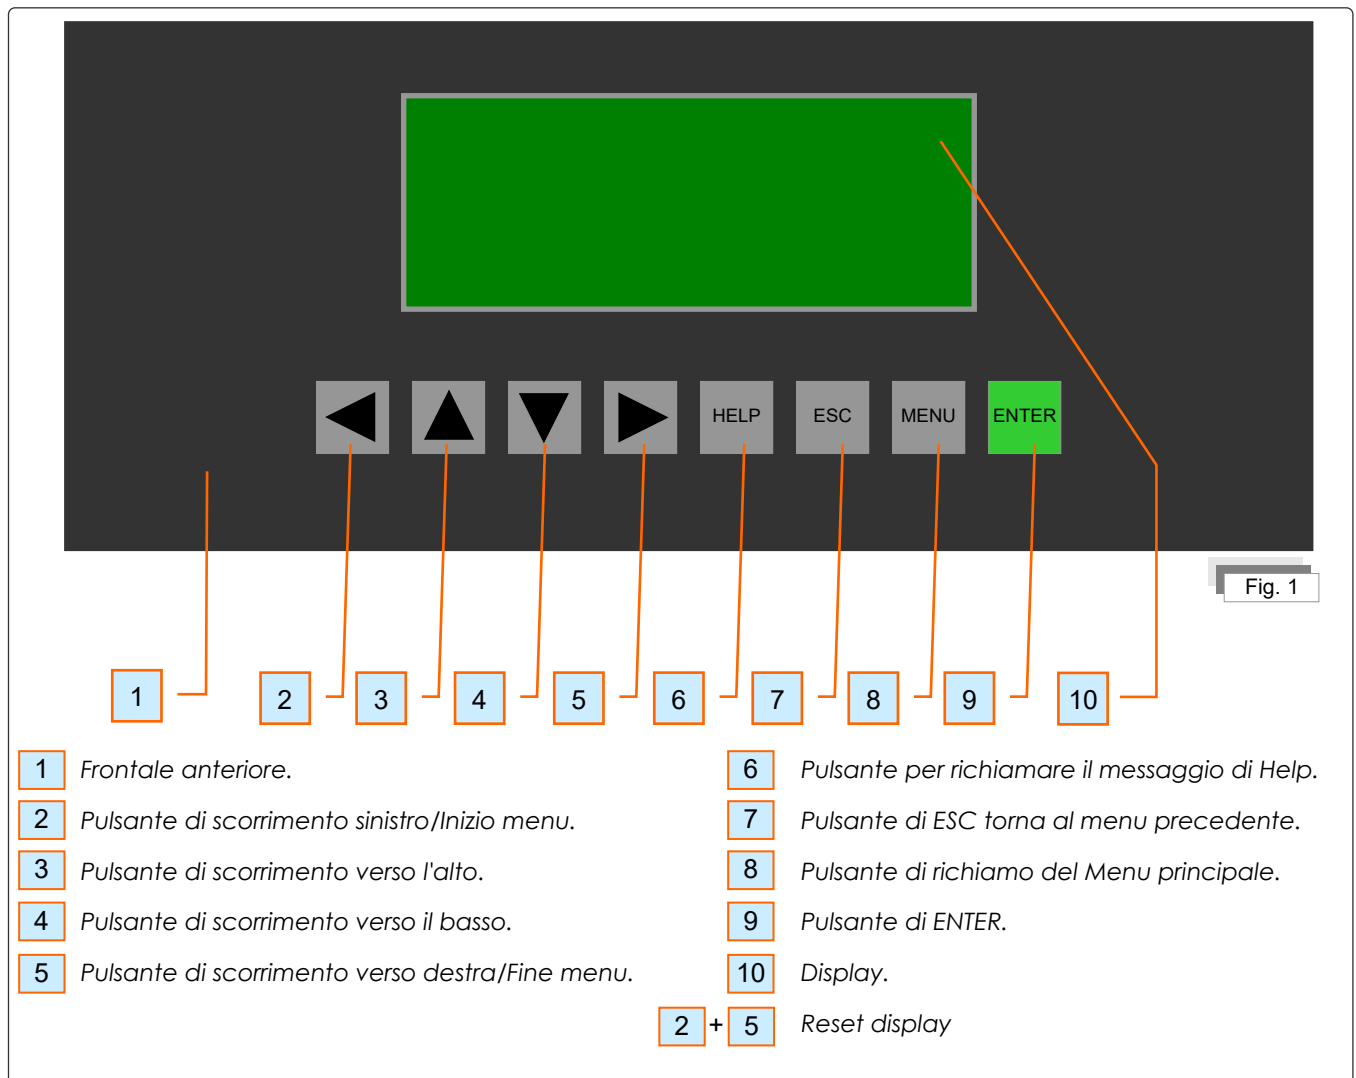 HELP ESC MENU ENTER
Fig. 1
1 2 3 4 5 6 7 8 9 10
1 Frontale anteriore.
2 Pulsante di scorrimento sinistro/Inizio menu.
3 Pulsante di scorrimento verso l'alto.
4 Pulsante di scorrimento verso il basso.
5 Pulsante di scorrimento verso destra/Fine menu.
6 Pulsante per richiamare il messaggio di Help.
7 Pulsante di ESC torna al menu precedente.
8 Pulsante di richiamo del Menu principale.
9 Pulsante di ENTER.
10 Display.
2 + 5 Reset display